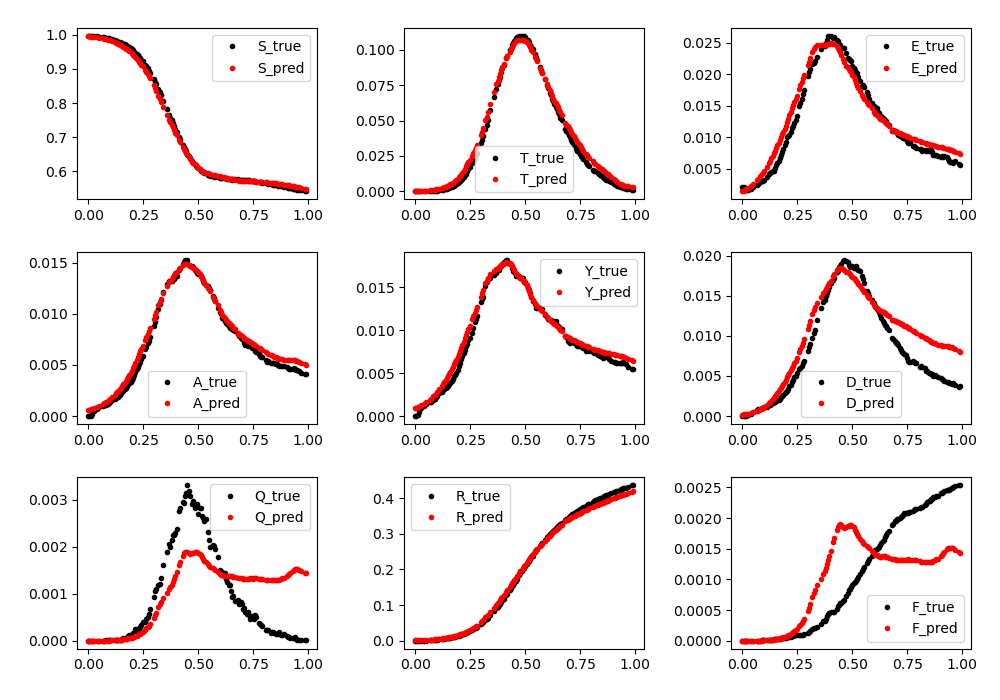 1.0
0.9
0.8
0.7
0.6
S_true
S_pred
0.00 0.25 0.50 0.75 1.00
0.100
0.075
0.050
0.025
0.000
T_true
T_pred
0.00 0.25 0.50 0.75 1.00
0.025
0.020
0.015
0.010
0.005
E_true
E_pred
0.00 0.25 0.50 0.75 1.00
0.015
0.010
0.005
0.000
A_true
A_pred
0.00 0.25 0.50 0.75 1.00
0.015
0.010
0.005
0.000
Y_true
Y_pred
0.00 0.25 0.50 0.75 1.00
0.020
0.015
0.010
0.005
0.000
D_true
D_pred
0.00 0.25 0.50 0.75 1.00
0.003
0.002
0.001
0.000
Q_true
Q_pred
0.00 0.25 0.50 0.75 1.00
0.4
0.3
0.2
0.1
0.0
R_true
R_pred
0.00 0.25 0.50 0.75 1.00
0.0025
0.0020
0.0015
0.0010
0.0005
0.0000
F_true
F_pred
0.00 0.25 0.50 0.75 1.00